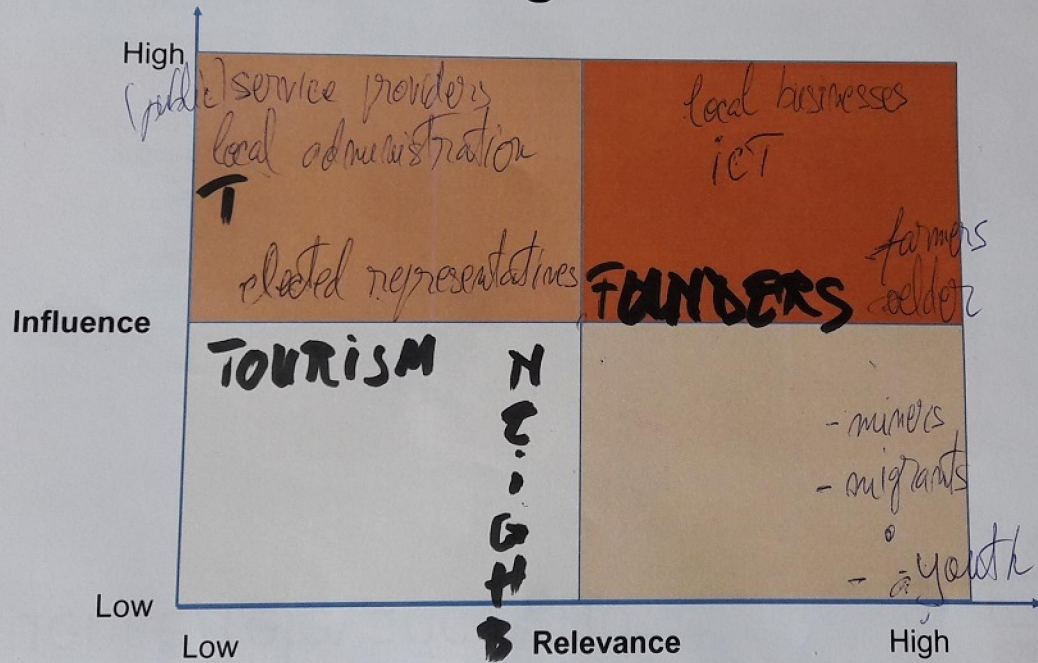 High
(public) service providers
local administration
T
elected representatives
local businesses
icT
farmers
elder
FOUNDERS
Influence
TOURiSM
N
E
i
G
H
B
- miners
- migrants
- youth
Low
Low
Relevance
High